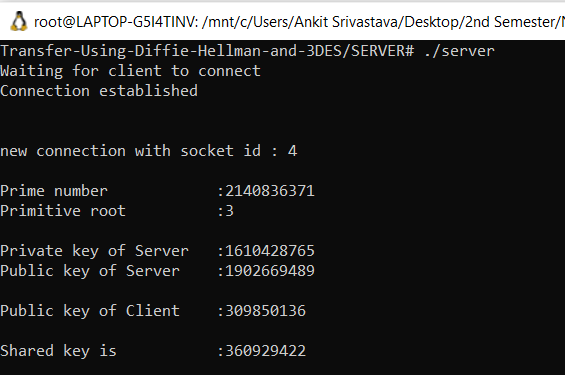 root@LAPTOP-G5I4TINV: /mnt/c/Users/Ankit Srivastava/Desktop/2nd Semester/
Transfer-Using-Diffie-Hellman-and-3DES/SERVER# ./server
Waiting for client to connect
Connection established
new connection with socket id : 4
Prime number :2140836371
Primitive root :3
Private key of Server :1610428765
Public key of Server :1902669489
Public key of Client :309850136
Shared key is :360929422